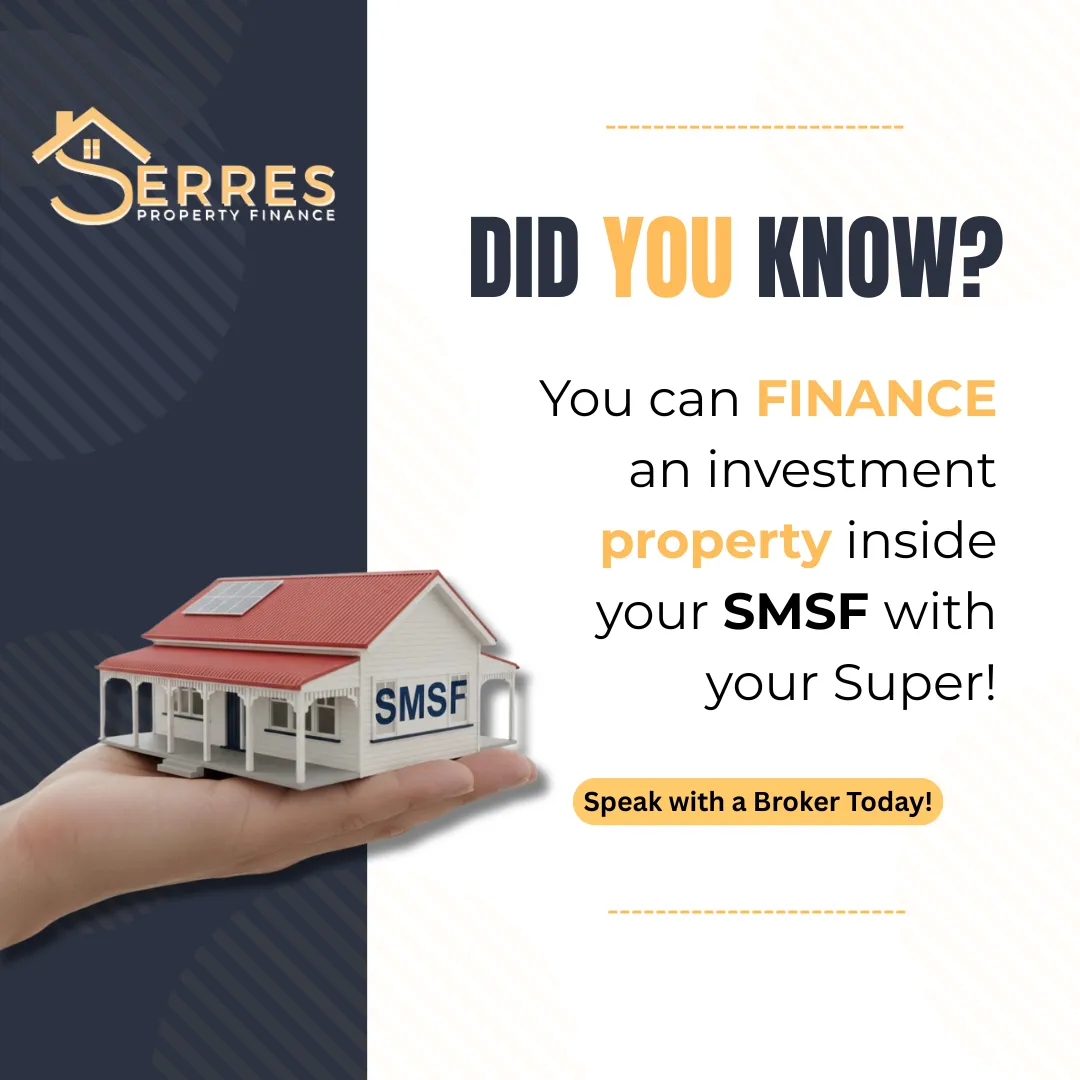 SERRES
PROPERTY FINANCE
DID YOU KNOW?
You can FINANCE
an investment
property inside
your SMSF with
your Super!
SMSF
Speak with a Broker Today!